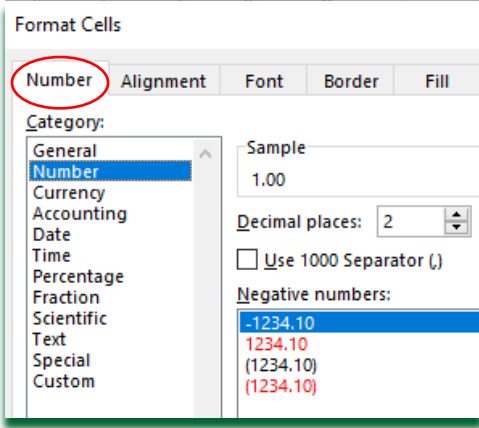 Format Cells
Number Alignment Font Border Fill
Category:
General
Number
Currency
Accounting
Date
Time
Percentage
Fraction
Scientific
Text
Special
Custom
Sample
1.00
Decimal places: 2
Use 1000 Separator (,)
Negative numbers:
-1234.10
1234.10
(1234.10)
(1234.10)